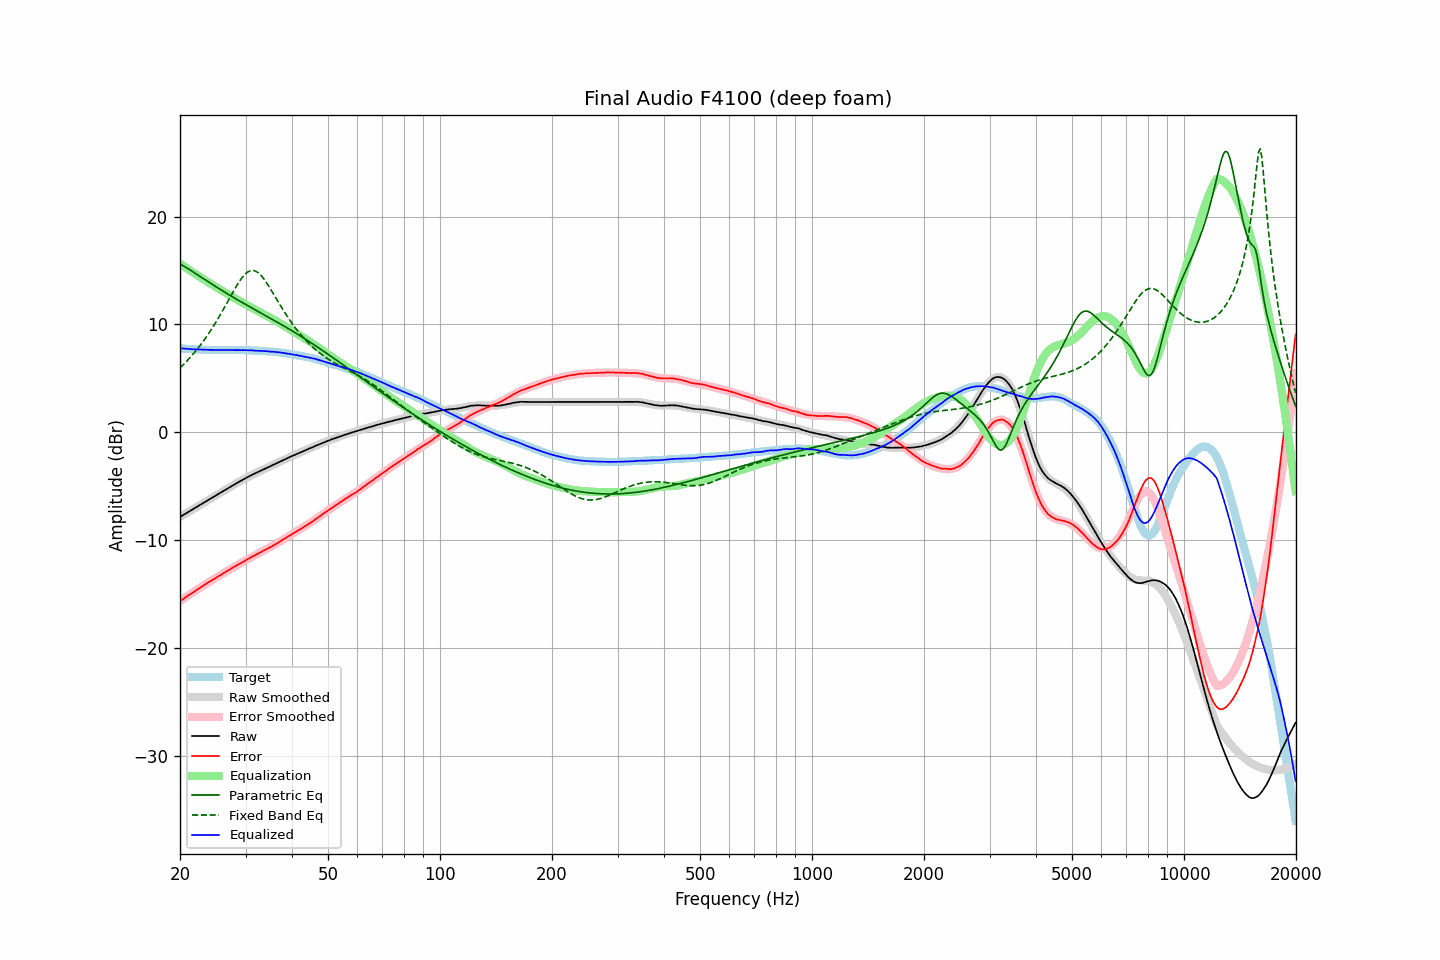 Final Audio F4100 (deep foam)
Amplitude (dBr)
20
10
0
−10
−20
−30
Target
Raw Smoothed
Error Smoothed
Raw
Error
Equalization
Parametric Eq
Fixed Band Eq
Equalized
20 50 100 200 500 1000 2000 5000 10000 20000
Frequency (Hz)